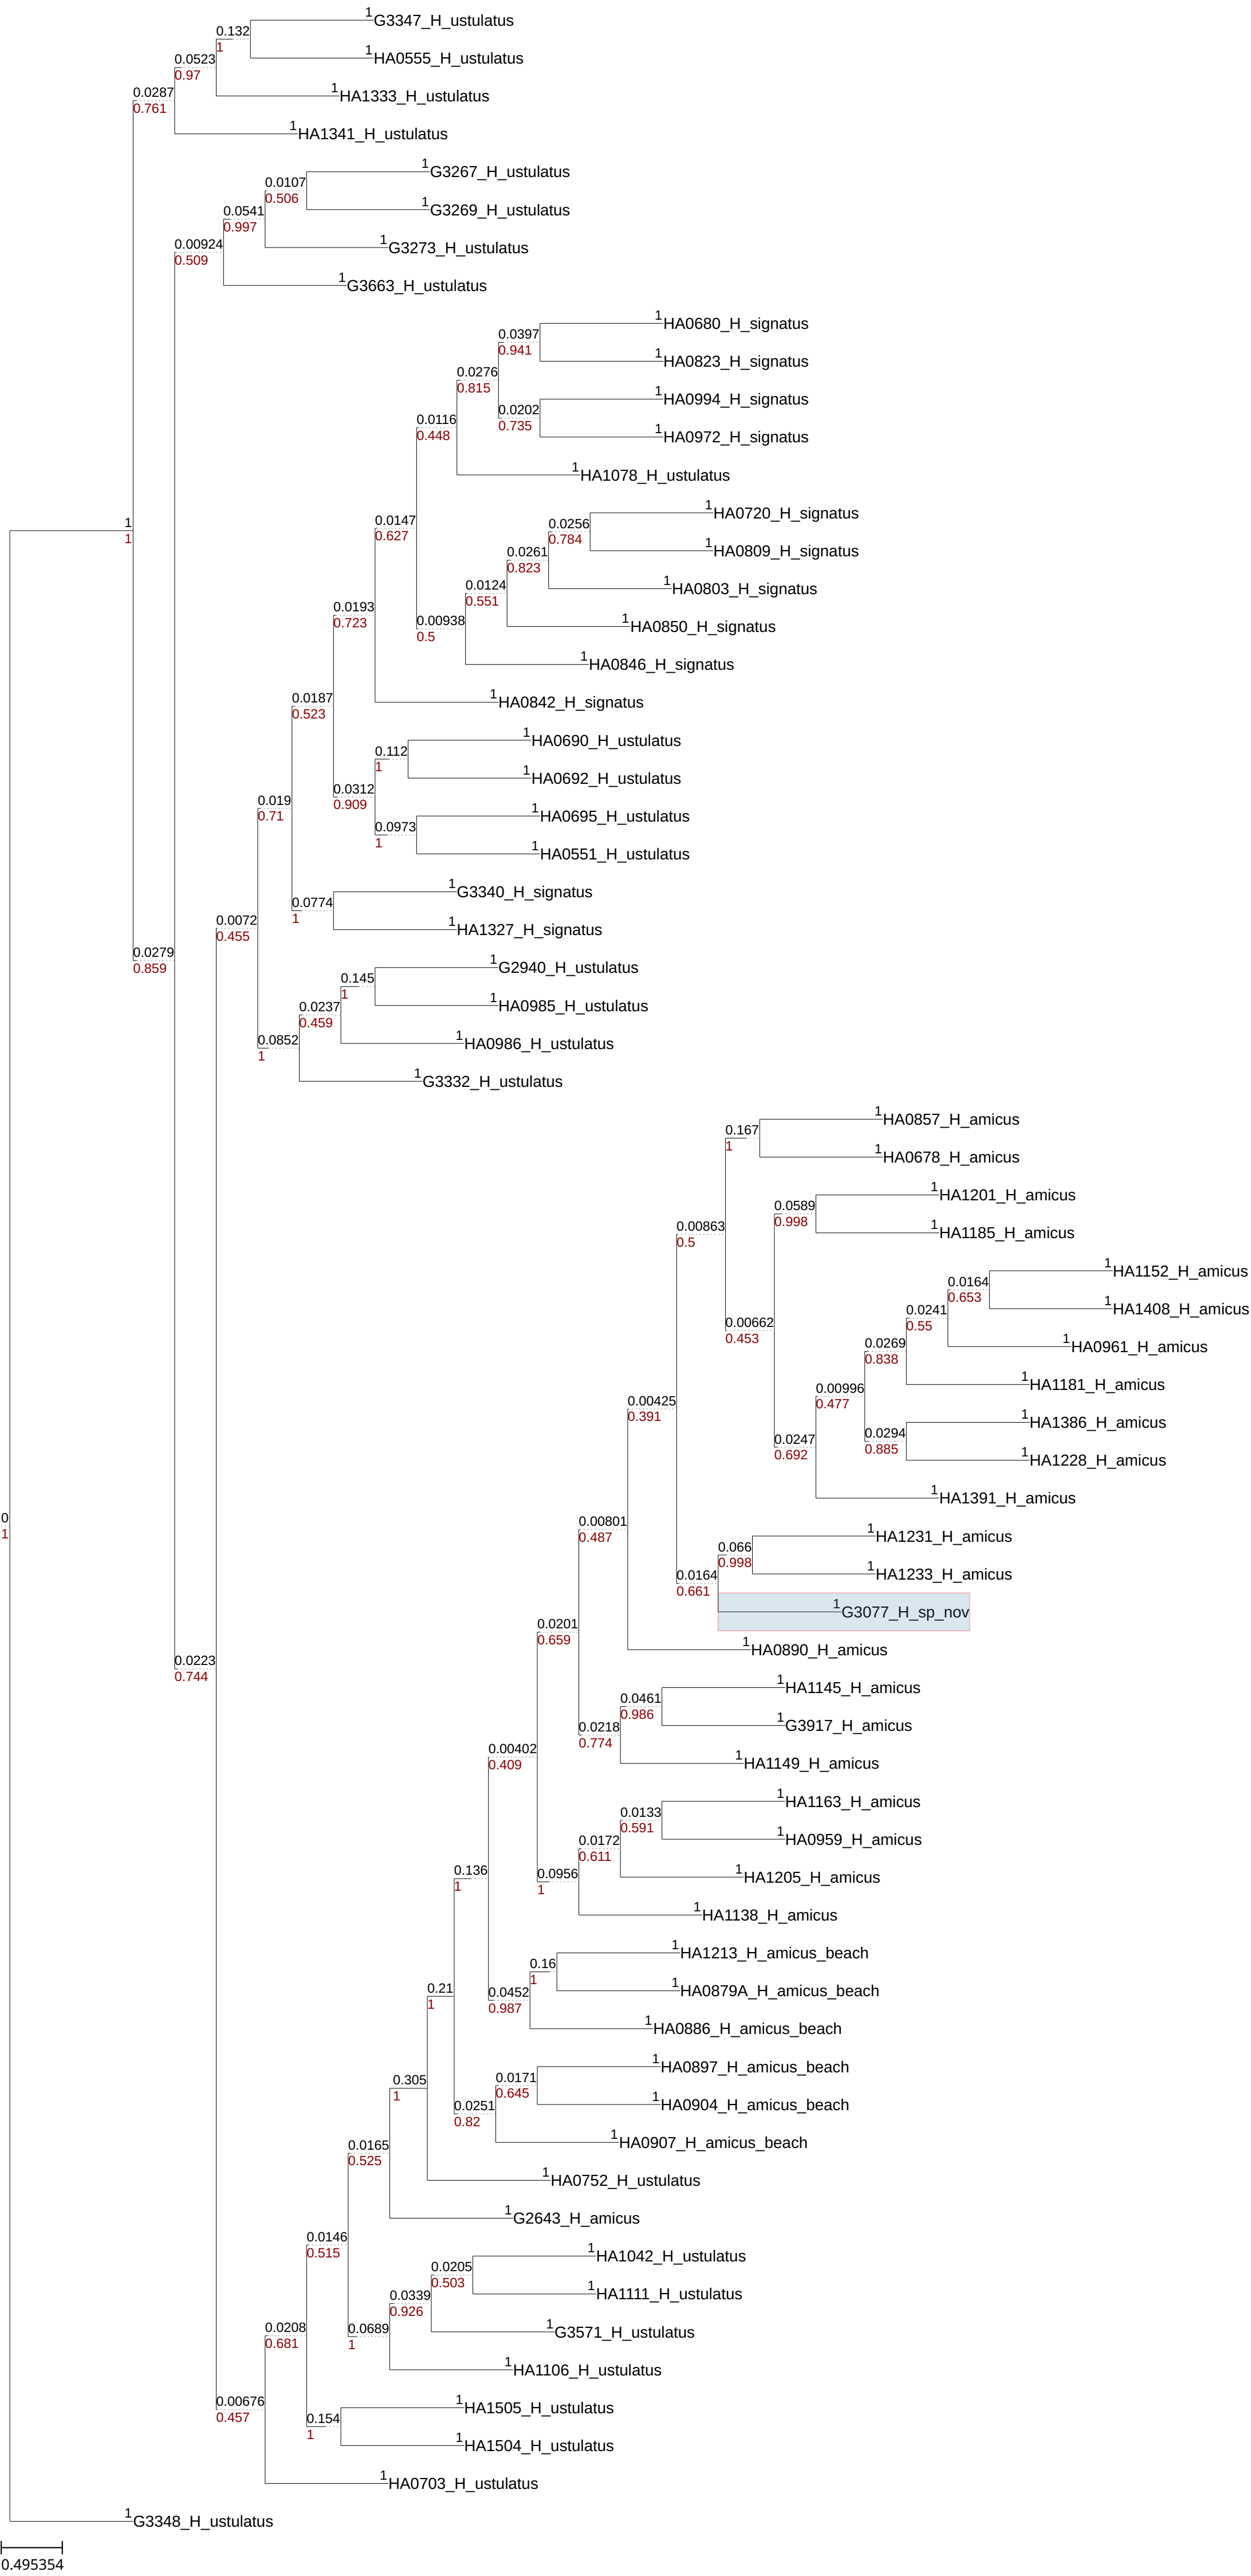 1 G3347_H_ustulatus
0.132
1
1 HA0555_H_ustulatus
0.0523
0.97
1 HA1333_H_ustulatus
0.0287
0.761
1 HA1341_H_ustulatus
1 G3267_H_ustulatus
0.0107
0.506
1 G3269_H_ustulatus
0.0541
0.997
1 G3273_H_ustulatus
0.00924
0.509
1 G3663_H_ustulatus
1 HA0680_H_signatus
0.0397
0.941
1 HA0823_H_signatus
0.0276
0.815
1 HA0994_H_signatus
0.0202
0.735
1 HA0972_H_signatus
0.0116
0.448
1 HA1078_H_ustulatus
1 HA0720_H_signatus
0.0256
0.784
1
1
0.0147
0.627
1 HA0809_H_signatus
0.0261
0.823
1 HA0803_H_signatus
0.0124
0.551
1 HA0850_H_signatus
0.0193
0.723
0.00938
0.5
1 HA0846_H_signatus
1 HA0842_H_signatus
0.0187
0.523
1 HA0690_H_ustulatus
0.112
1
1 HA0692_H_ustulatus
0.0312
0.909
1 HA0695_H_ustulatus
0.019
0.71
0.0973
1
1 HA0551_H_ustulatus
1 G3340_H_signatus
0.0774
1
1 HA1327_H_signatus
0.0072
0.455
0.0279
0.859
1 G2940_H_ustulatus
0.145
1
1 HA0985_H_ustulatus
0.0237
0.459
1 HA0986_H_ustulatus
0.0852
1
1 G3332_H_ustulatus
1 HA0857_H_amicus
0.167
1
1 HA0678_H_amicus
1 HA1201_H_amicus
0.0589
0.998
1 HA1185_H_amicus
0.00863
0.5
1 HA1152_H_amicus
0.0164
0.653
1 HA1408_H_amicus
0.0241
0.55
0.00662
0.453
1 HA0961_H_amicus
0.0269
0.838
1 HA1181_H_amicus
0.00996
0.477
0.00425
0.391
1 HA1386_H_amicus
0.0294
0.885
0.0247
0.692
1 HA1228_H_amicus
1 HA1391_H_amicus
0
1
0.00801
0.487
1 HA1231_H_amicus
0.066
0.998
1 HA1233_H_amicus
0.0164
0.661
1 G3077_H_sp_nov
0.0201
0.659
1 HA0890_H_amicus
0.0223
0.744
1 HA1145_H_amicus
0.0461
0.986
1 G3917_H_amicus
0.0218
0.774
0.00402
0.409
1 HA1149_H_amicus
1 HA1163_H_amicus
0.0133
0.591
1 HA0959_H_amicus
0.0172
0.611
0.136
1
0.0956
1
1 HA1205_H_amicus
1 HA1138_H_amicus
1 HA1213_H_amicus_beach
0.16
1
0.21
1
0.0452
0.987
1 HA0879A_H_amicus_beach
1 HA0886_H_amicus_beach
1 HA0897_H_amicus_beach
0.305
1
0.0171
0.645
1 HA0904_H_amicus_beach
0.0251
0.82
1 HA0907_H_amicus_beach
0.0165
0.525
1 HA0752_H_ustulatus
1 G2643_H_amicus
0.0146
0.515
1 HA1042_H_ustulatus
0.0205
0.503
1 HA1111_H_ustulatus
0.0339
0.926
0.0208
0.681
0.0689
1
1 G3571_H_ustulatus
1 HA1106_H_ustulatus
0.00676
0.457
1 HA1505_H_ustulatus
0.154
1
1 HA1504_H_ustulatus
1 HA0703_H_ustulatus
1 G3348_H_ustulatus
0.495354